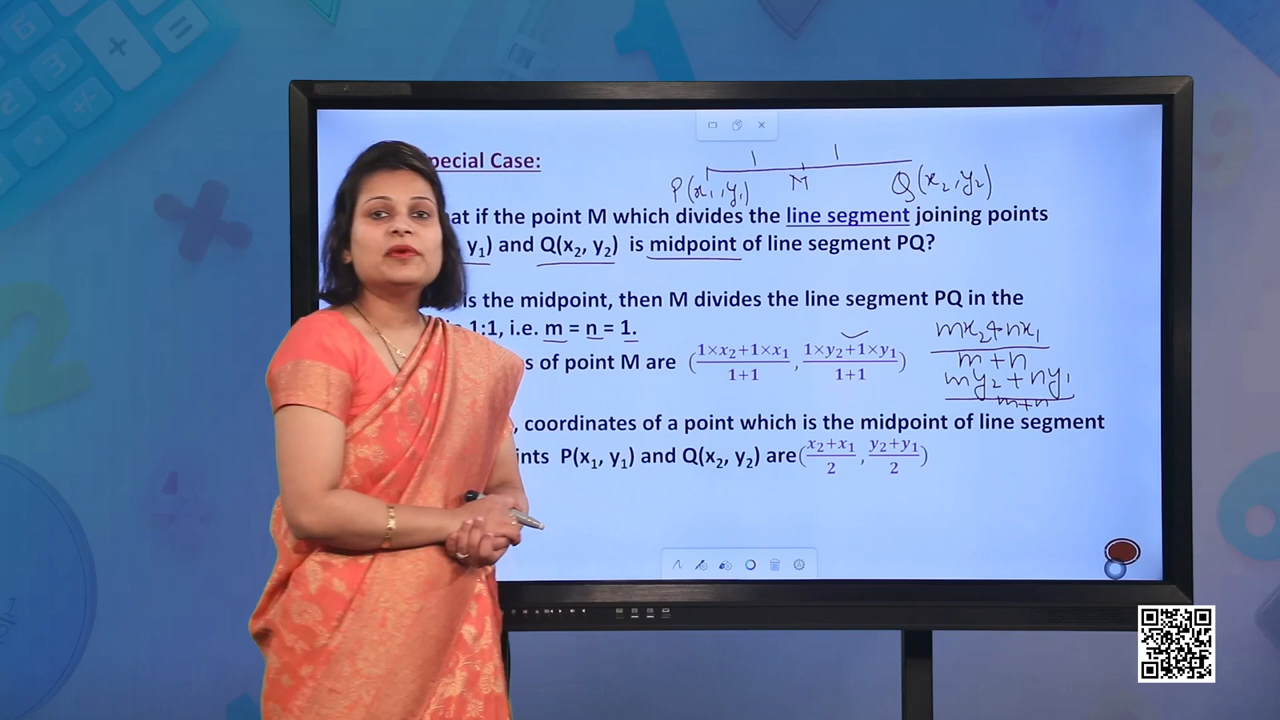 pecial Case:
1 1
P(x₁,y₁) M Q(x₂,y₂)
at if the point M which divides the line segment joining points
y₁) and Q(x₂, y₂) is midpoint of line segment PQ?
is the midpoint, then M divides the line segment PQ in the
1:1, i.e. m = n = 1.
s of point M are (1×x₂+1×x₁/1+1, 1×y₂+1×y₁/1+1)
mx₂+nx₁/m+n
my₂+ny₁/m+n
, coordinates of a point which is the midpoint of line segment
ints P(x₁, y₁) and Q(x₂, y₂) are(x₂+x₁/2, y₂+y₁/2)